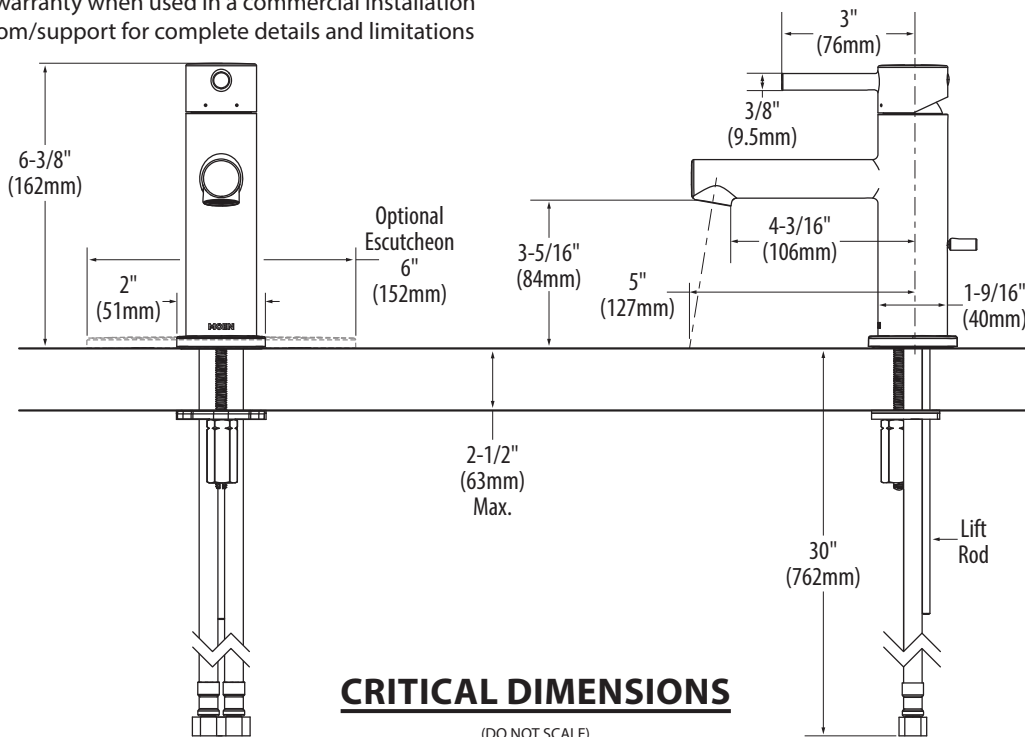 warranty when used in a commercial installation
om/support for complete details and limitations
3"
(76mm)
3/8"
(9.5mm)
6-3/8"
(162mm)
Optional
Escutcheon
6"
(152mm)
2"
(51mm)
MOEN
3-5/16"
(84mm)
4-3/16"
(106mm)
5"
(127mm)
1-9/16"
(40mm)
2-1/2"
(63mm)
Max.
30"
(762mm)
Lift
Rod
CRITICAL DIMENSIONS
(DO NOT SCALE)